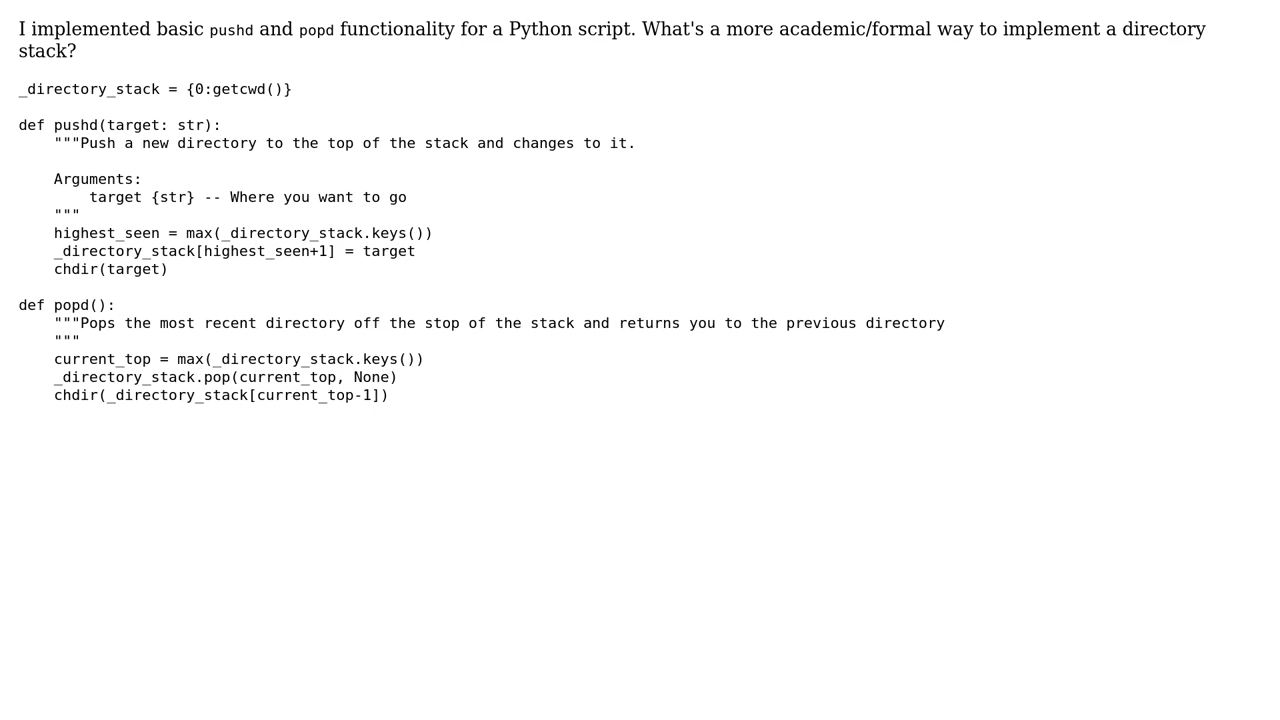 I implemented basic pushd and popd functionality for a Python script. What's a more academic/formal way to implement a directory
stack?
_directory_stack = {0:getcwd()}
def pushd(target: str):
    """Push a new directory to the top of the stack and changes to it.
    Arguments:
        target {str} -- Where you want to go
    """
    highest_seen = max(_directory_stack.keys())
    _directory_stack[highest_seen+1] = target
    chdir(target)
def popd():
    """Pops the most recent directory off the stop of the stack and returns you to the previous directory
    """
    current_top = max(_directory_stack.keys())
    _directory_stack.pop(current_top, None)
    chdir(_directory_stack[current_top-1])